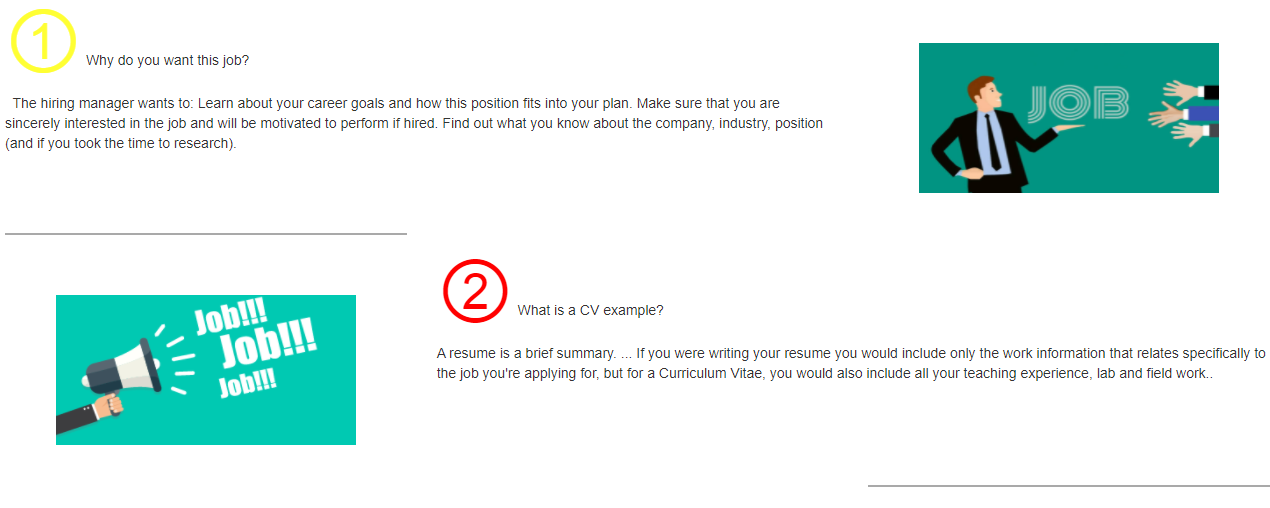 1 Why do you want this job?
The hiring manager wants to: Learn about your career goals and how this position fits into your plan. Make sure that you are
sincerely interested in the job and will be motivated to perform if hired. Find out what you know about the company, industry, position
(and if you took the time to research).
JOB
Job!!!
Job!!!
Job!!!
2 What is a CV example?
A resume is a brief summary. ... If you were writing your resume you would include only the work information that relates specifically to
the job you're applying for, but for a Curriculum Vitae, you would also include all your teaching experience, lab and field work..